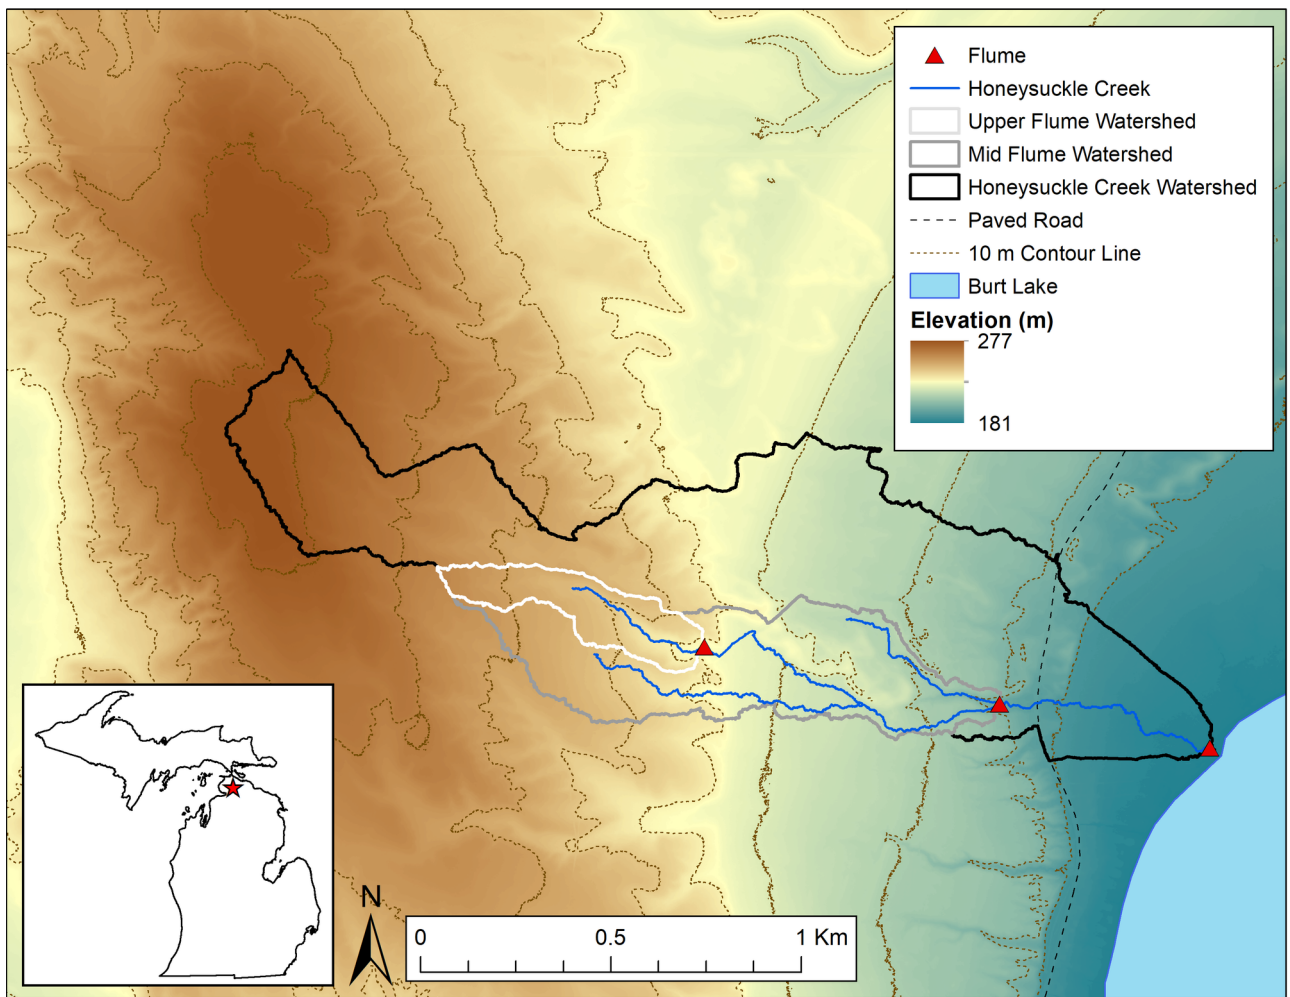 Flume
Honeysuckle Creek
Upper Flume Watershed
Mid Flume Watershed
Honeysuckle Creek Watershed
Paved Road
10 m Contour Line
Burt Lake
Elevation (m)
277
181
N
0 0.5 1 Km